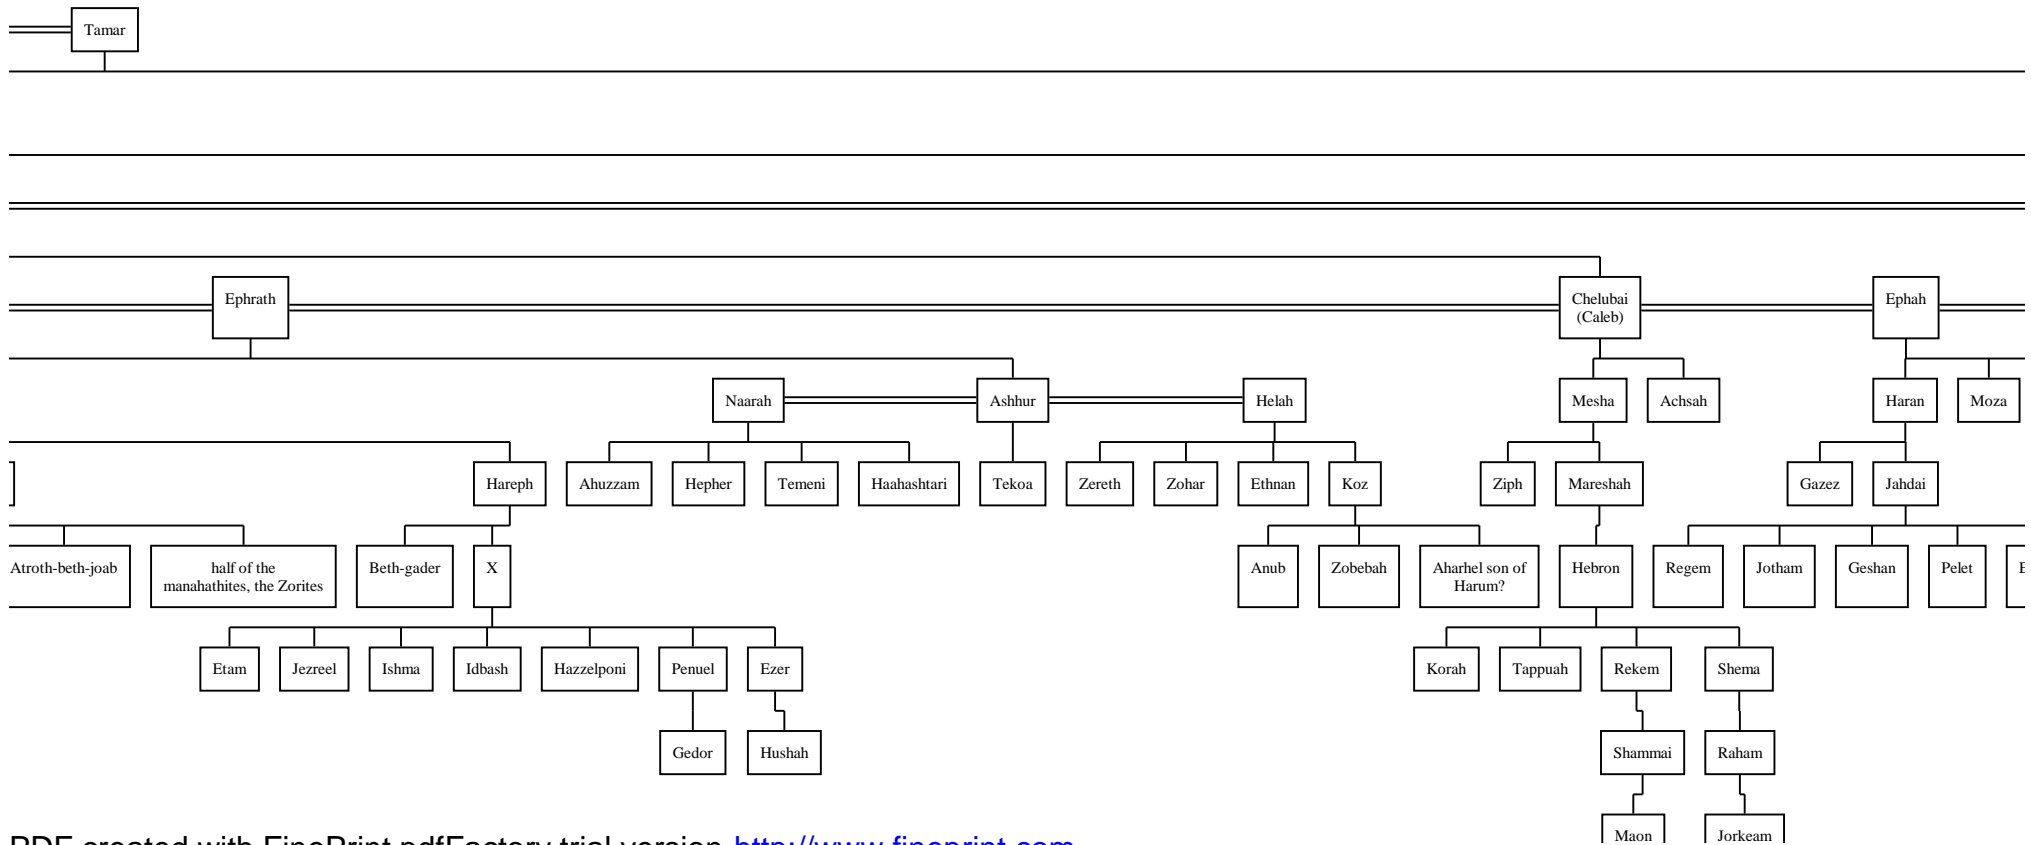 Tamar
Ephrath
Chelubai
(Caleb)
Ephah
Naarah
Ashhur
Helah
Mesha
Achsah
Haran
Moza
Hareph
Ahuzzam
Hepher
Temeni
Haahashtari
Tekoa
Zereth
Zohar
Ethnan
Koz
Ziph
Mareshah
Gazez
Jahdai
Atroth-beth-joab
half of the
manahathites, the Zorites
Beth-gader
X
Anub
Zobebah
Aharhel son of
Harum?
Hebron
Regem
Jotham
Geshan
Pelet
Etam
Jezreel
Ishma
Idbash
Hazzelponi
Penuel
Ezer
Korah
Tappuah
Rekem
Shema
Gedor
Hushah
Shammai
Raham
Maon
Jorkeam
PDF created with FinePrint pdfFactory trial version http://www.fineprint.com